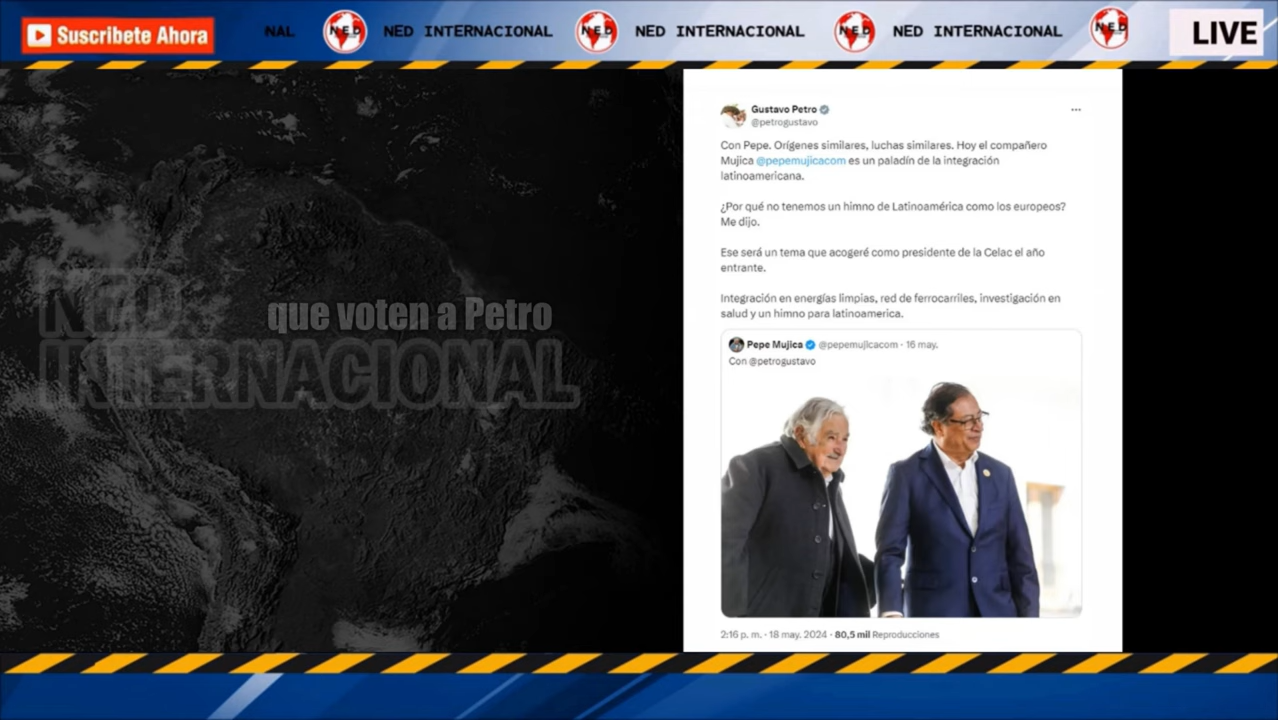 Suscribete Ahora
NAL
NED
NED INTERNACIONAL
NED
NED INTERNACIONAL
NED
NED INTERNACIONAL
NED
LIVE
NED
INTERNACIONAL
que voten a Petro
Gustavo Petro
@petrogustavo
Con Pepe. Orígenes similares, luchas similares. Hoy el compañero
Mujica @pepemujicacom es un paladín de la integración
latinoamericana.
¿Por qué no tenemos un himno de Latinoamérica como los europeos?
Me dijo.
Ese será un tema que acogeré como presidente de la Celac el año
entrante.
Integración en energías limpias, red de ferrocarriles, investigación en
salud y un himno para latinoamerica.
Pepe Mujica @pepemujicacom · 16 may.
Con @petrogustavo
2:16 p. m. · 18 may. 2024 · 80,5 mil Reproducciones